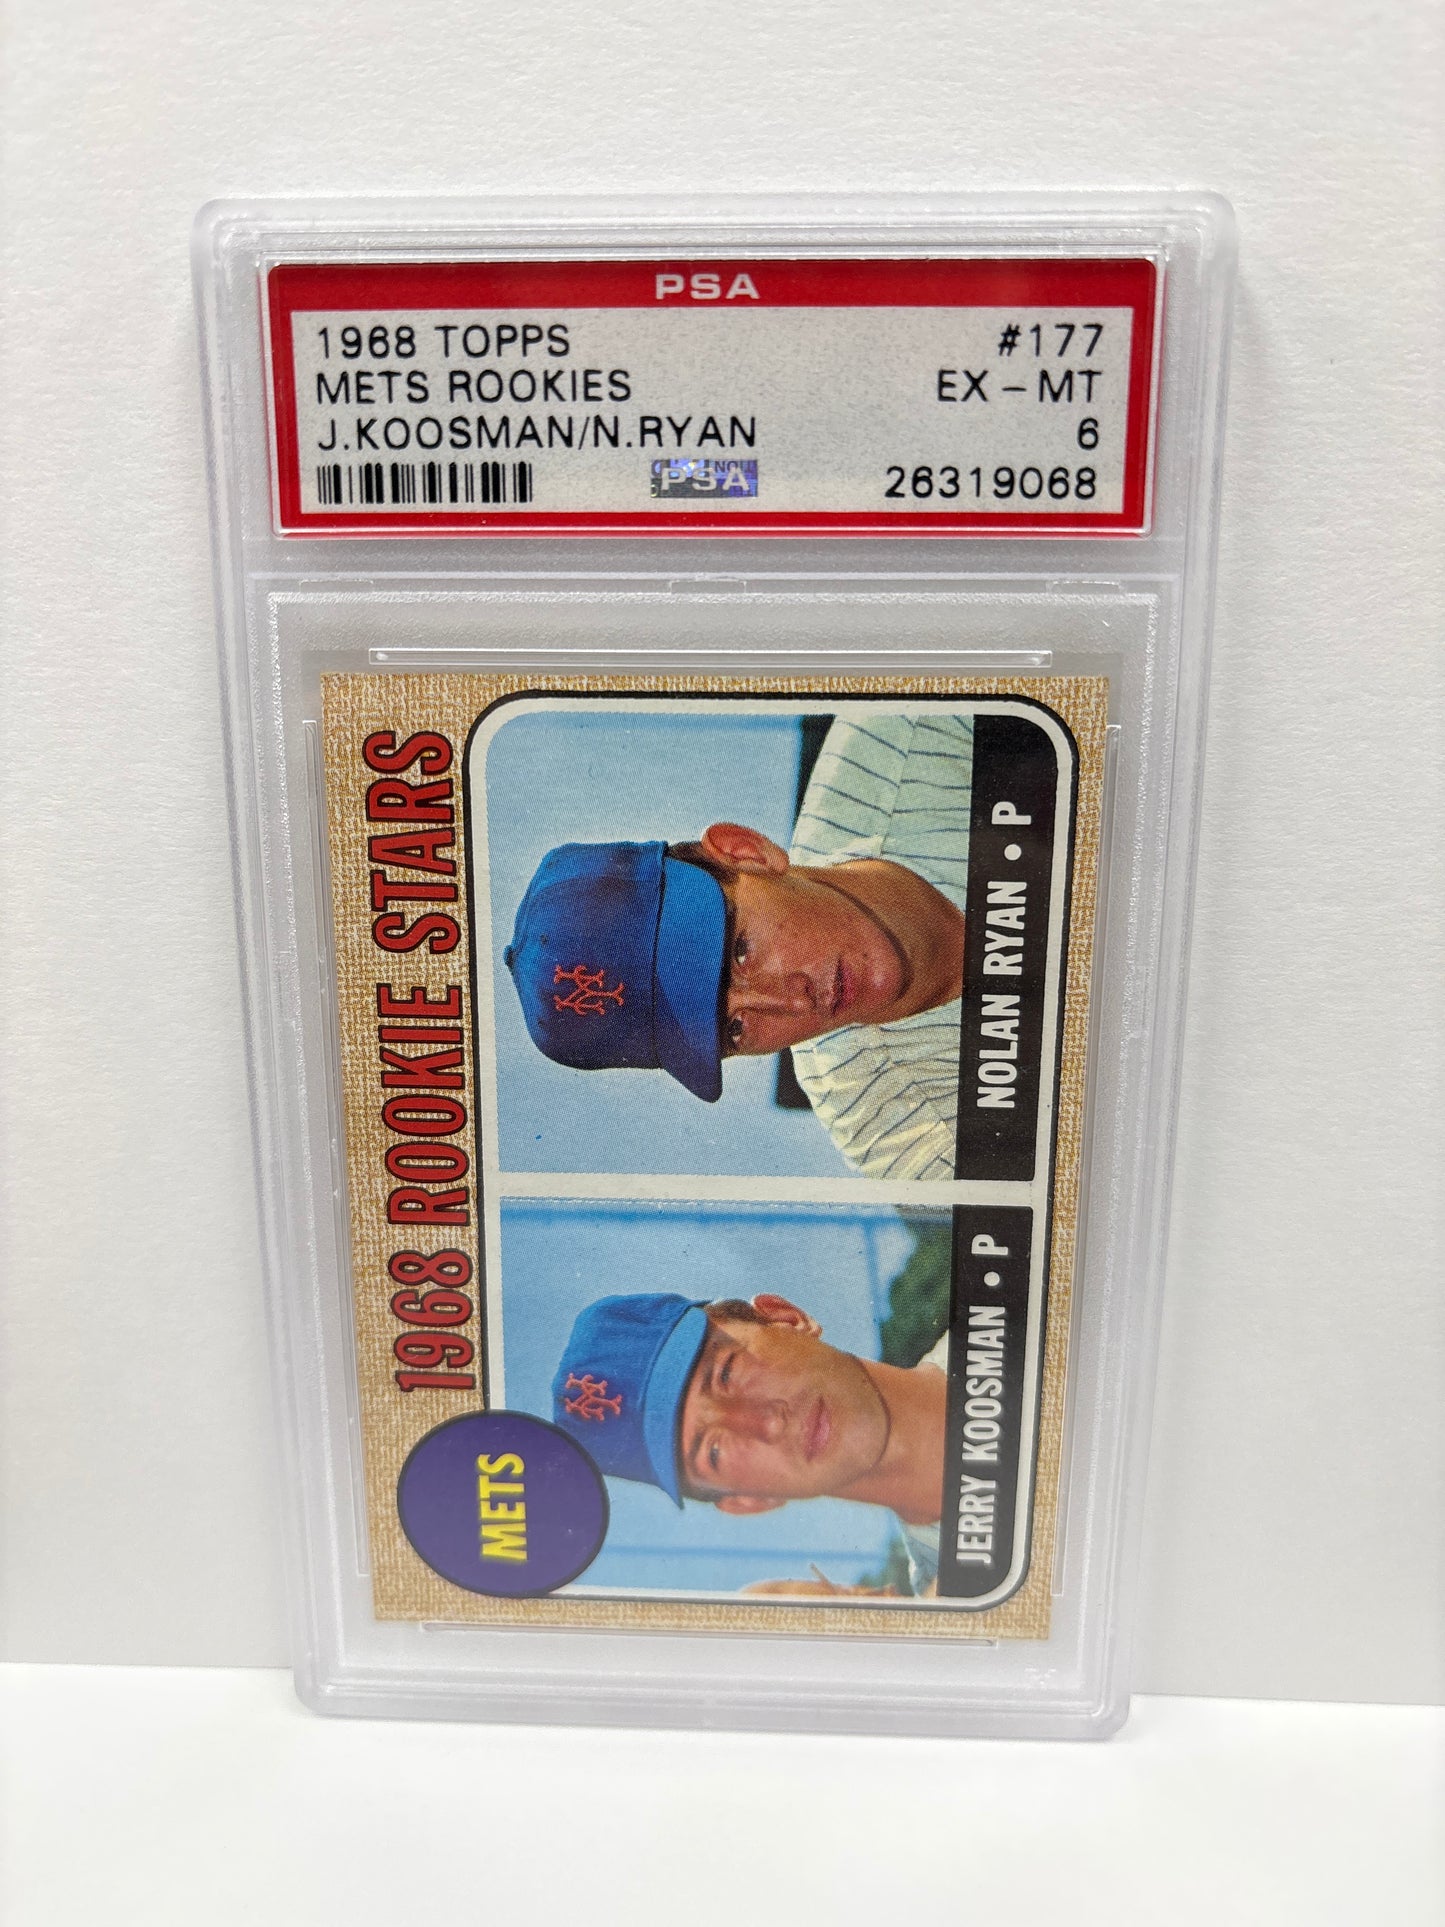 PSA
1968 TOPPS #177
METS ROOKIES EX - MT
J.KOOSMAN/N.RYAN 6
PSA 26319068
1968 ROOKIE STARS
METS
JERRY KOOSMAN • P
NOLAN RYAN • P